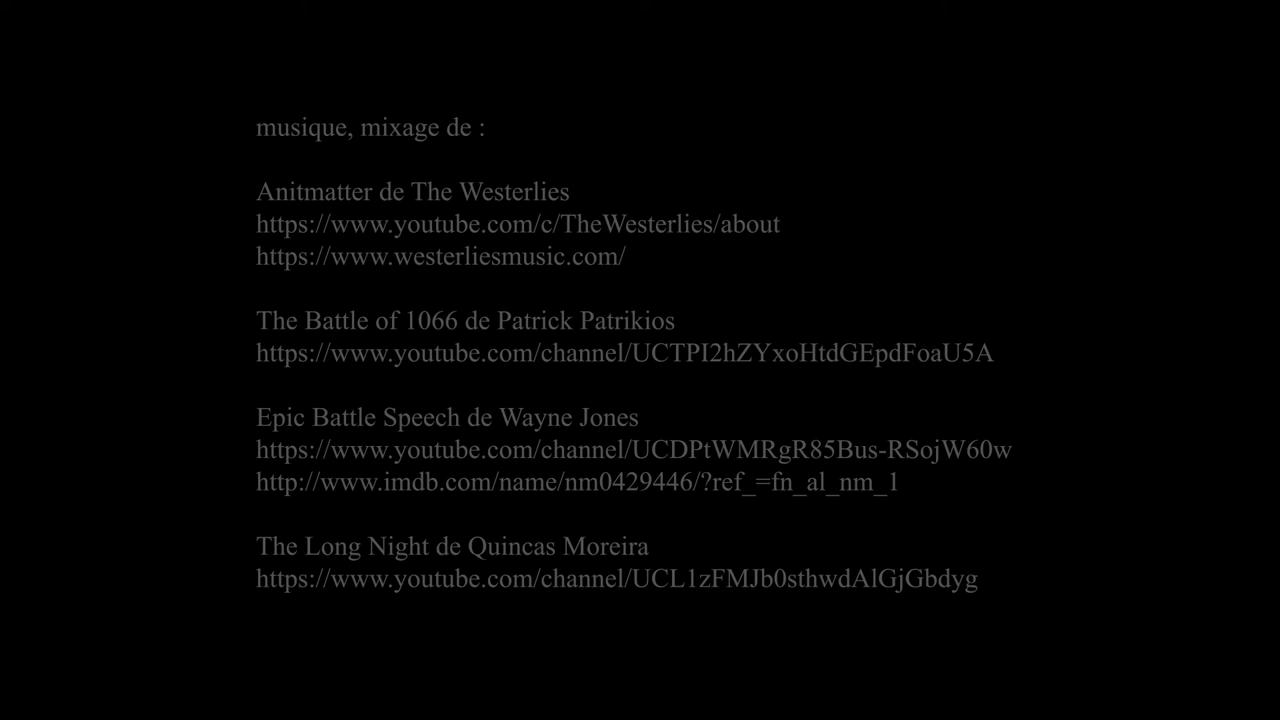 musique, mixage de :
Anitmatter de The Westerlies
https://www.youtube.com/c/TheWesterlies/about
https://www.westerliesmusic.com/
The Battle of 1066 de Patrick Patrikios
https://www.youtube.com/channel/UCTPI2hZYxoHtdGEpdFoaU5A
Epic Battle Speech de Wayne Jones
https://www.youtube.com/channel/UCDPtWMRgR85Bus-RSojW60w
http://www.imdb.com/name/nm0429446/?ref_=fn_al_nm_1
The Long Night de Quincas Moreira
https://www.youtube.com/channel/UCL1zFMJb0sthwdAlGjGbdyg